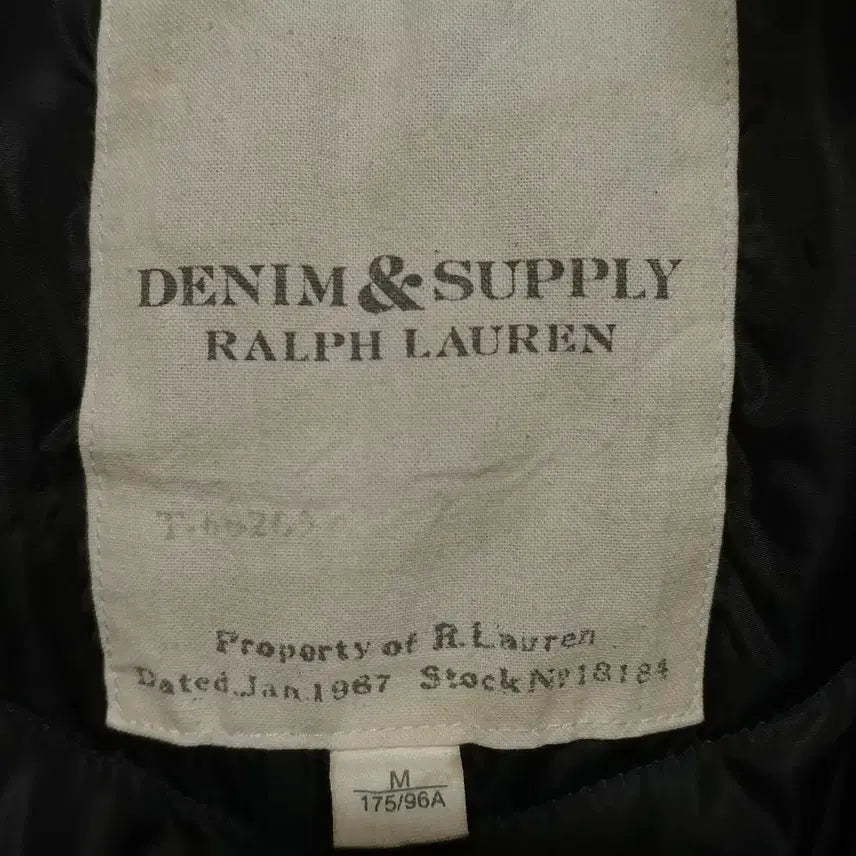 DENIM & SUPPLY
RALPH LAUREN
Property of R. Lauren
Dated Jan 1967 Stock Nº 18184
M
175/96A